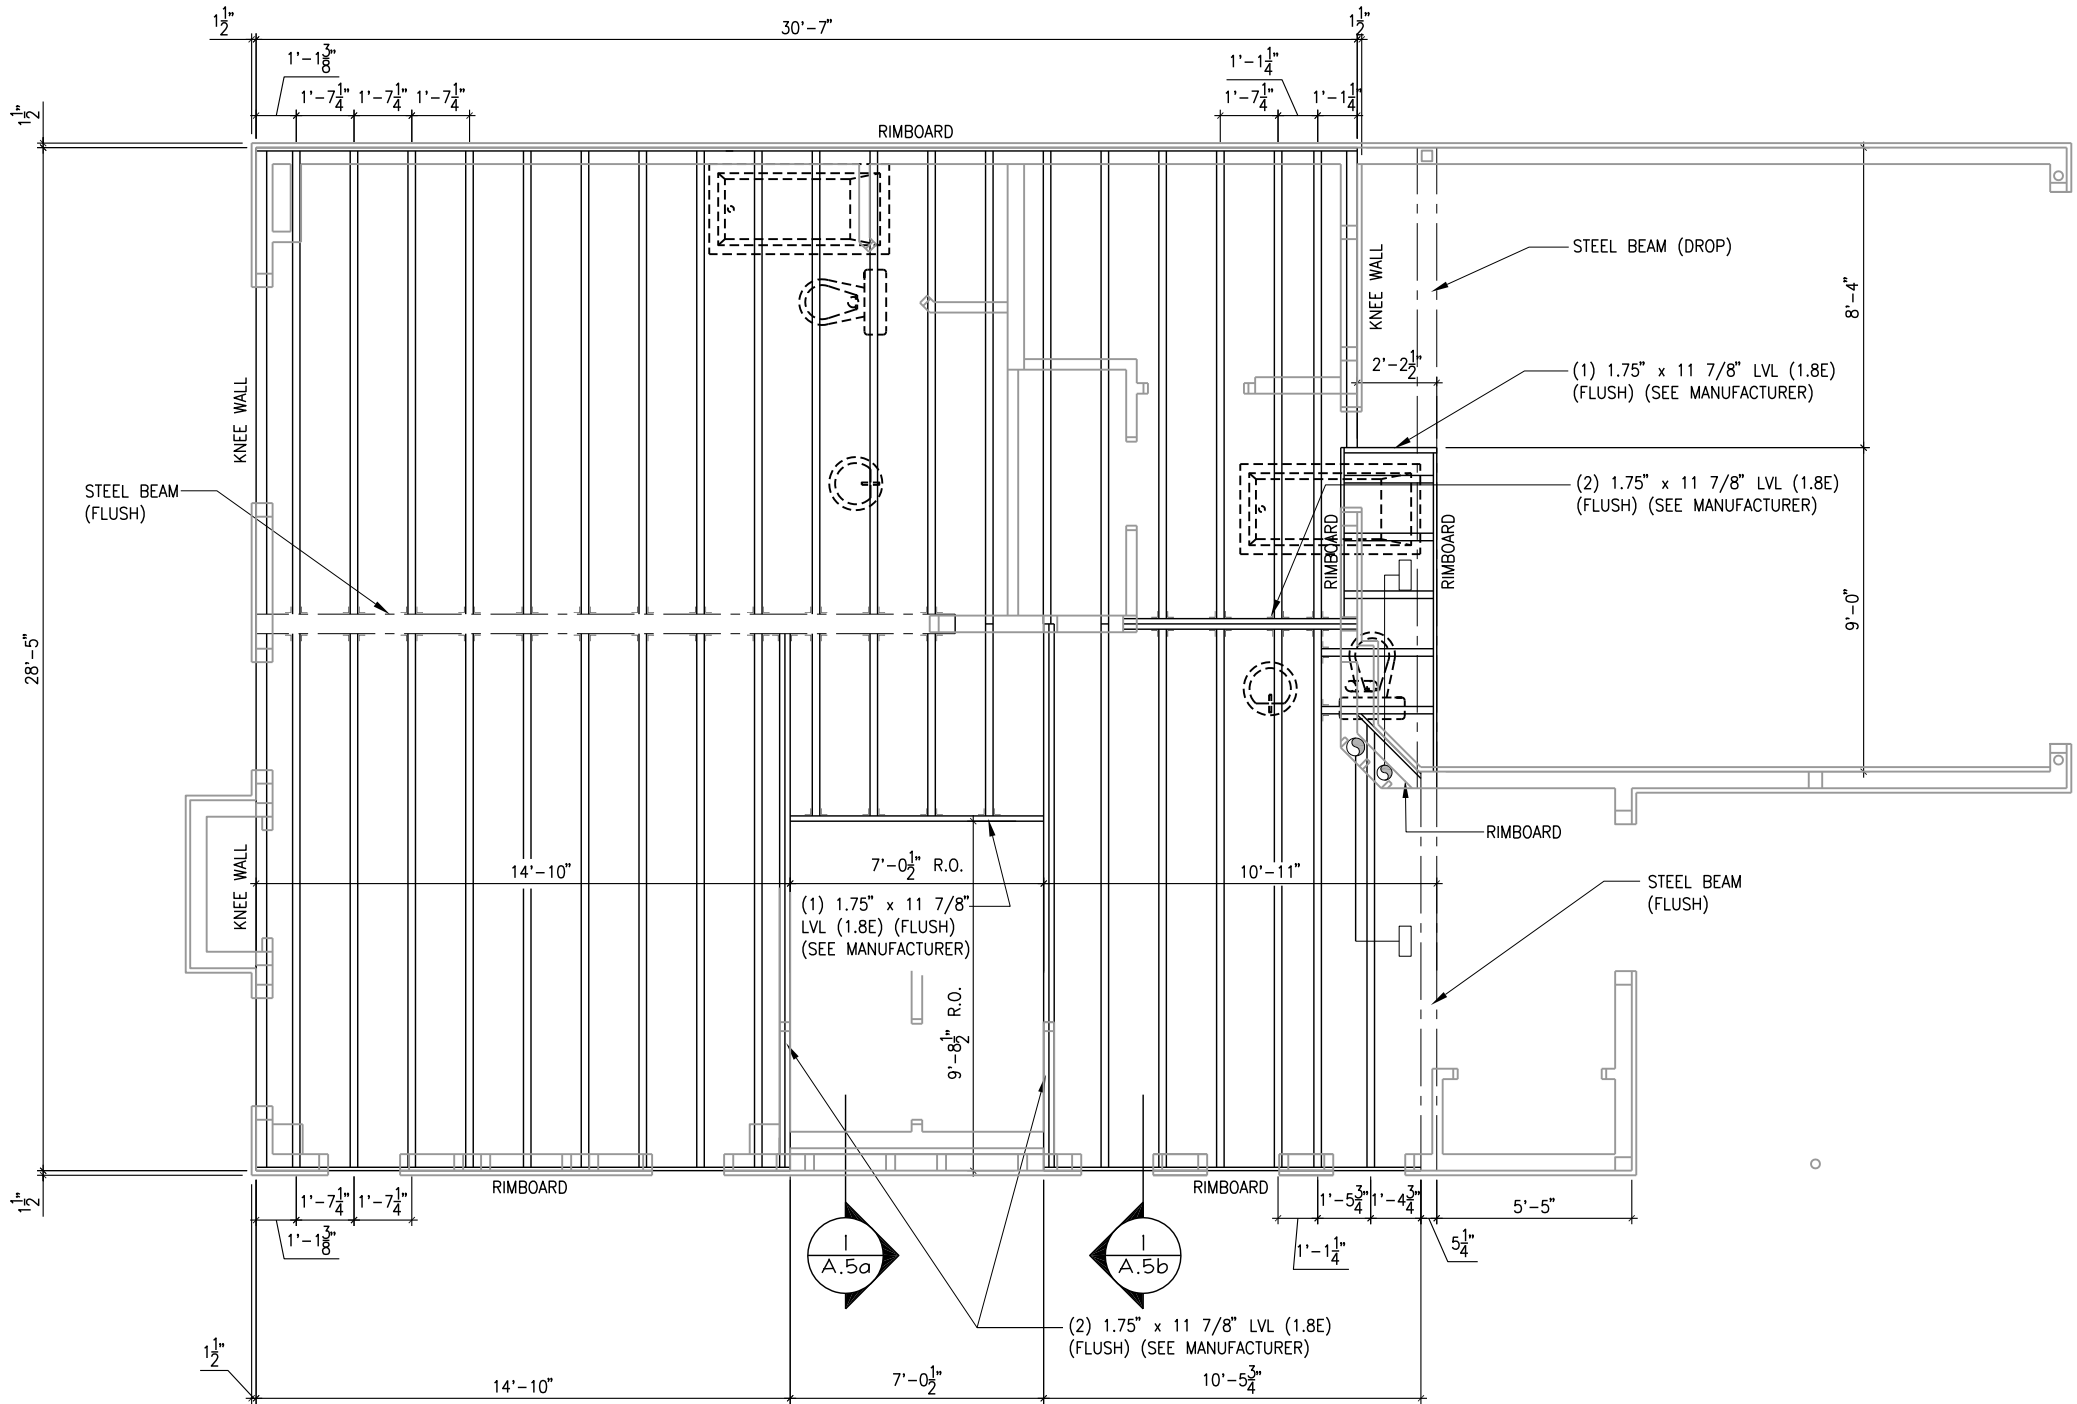 1 1/2"
30'-7"
1 1/2"
1'-1 3/8"
1'-7 1/4"
1'-7 1/4"
1'-7 1/4"
1'-1 1/4"
1'-7 1/4"
1'-1 1/4"
1 1/2"
RIMBOARD
STEEL BEAM (DROP)
KNEE WALL
8'-4"
2'-2 1/2"
(1) 1.75" x 11 7/8" LVL (1.8E)
(FLUSH) (SEE MANUFACTURER)
KNEE WALL
STEEL BEAM
(FLUSH)
(2) 1.75" x 11 7/8" LVL (1.8E)
(FLUSH) (SEE MANUFACTURER)
RIMBOARD
RIMBOARD
9'-0"
28'-5"
RIMBOARD
14'-10"
7'-0 1/2" R.O.
10'-11"
KNEE WALL
(1) 1.75" x 11 7/8"
LVL (1.8E) (FLUSH)
(SEE MANUFACTURER)
STEEL BEAM
(FLUSH)
9'-8 1/2" R.O.
1 1/2"
RIMBOARD
RIMBOARD
1'-7 1/4"
1'-7 1/4"
1'-1 3/8"
1'-5 3/4"
1'-4 3/4"
5'-5"
1'-1 1/4"
5 1/4"
1
A.5a
1
A.5b
(2) 1.75" x 11 7/8" LVL (1.8E)
(FLUSH) (SEE MANUFACTURER)
1 1/2"
14'-10"
7'-0 1/2"
10'-5 3/4"